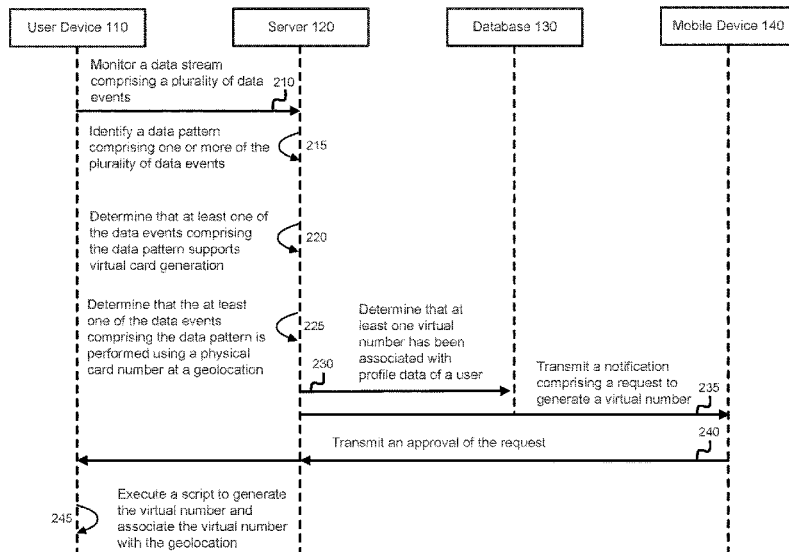 User Device 110
Server 120
Database 130
Mobile Device 140
Monitor a data stream
comprising a plurality of data
events
210
Identify a data pattern
comprising one or more of the
plurality of data events
215
Determine that at least one of
the data events comprising
the data pattern supports
virtual card generation
220
Determine that the at least
one of the data events
comprising the data pattern is
performed using a physical
card number at a geolocation
225
Determine that at
least one virtual
number has been
associated with
profile data of a user
230
Transmit a notification
comprising a request to
generate a virtual number
235
Transmit an approval of the request
240
Execute a script to generate
the virtual number and
associate the virtual number
with the geolocation
245